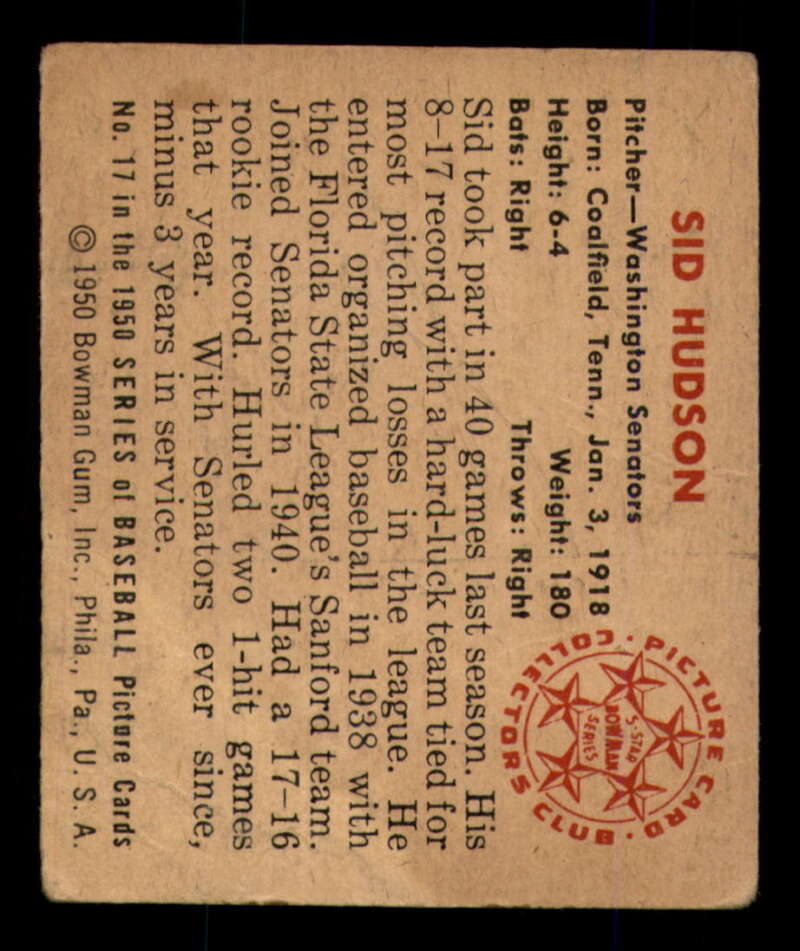 SID HUDSON
Pitcher—Washington Senators
Born: Coalfield, Tenn., Jan. 3, 1918
Height: 6-4 Weight: 180
Bats: Right Throws: Right
PICTURE CARD COLLECTORS CLUB
5-STAR
BOWMAN
SERIES
Sid took part in 40 games last season. His
8-17 record with a hard-luck team tied for
most pitching losses in the league. He
entered organized baseball in 1938 with
the Florida State League's Sanford team.
Joined Senators in 1940. Had a 17-16
rookie record. Hurled two 1-hit games
that year. With Senators ever since,
minus 3 years in service.
No. 17 in the 1950 SERIES of BASEBALL Picture Cards
© 1950 Bowman Gum, Inc., Phila., Pa., U. S. A.